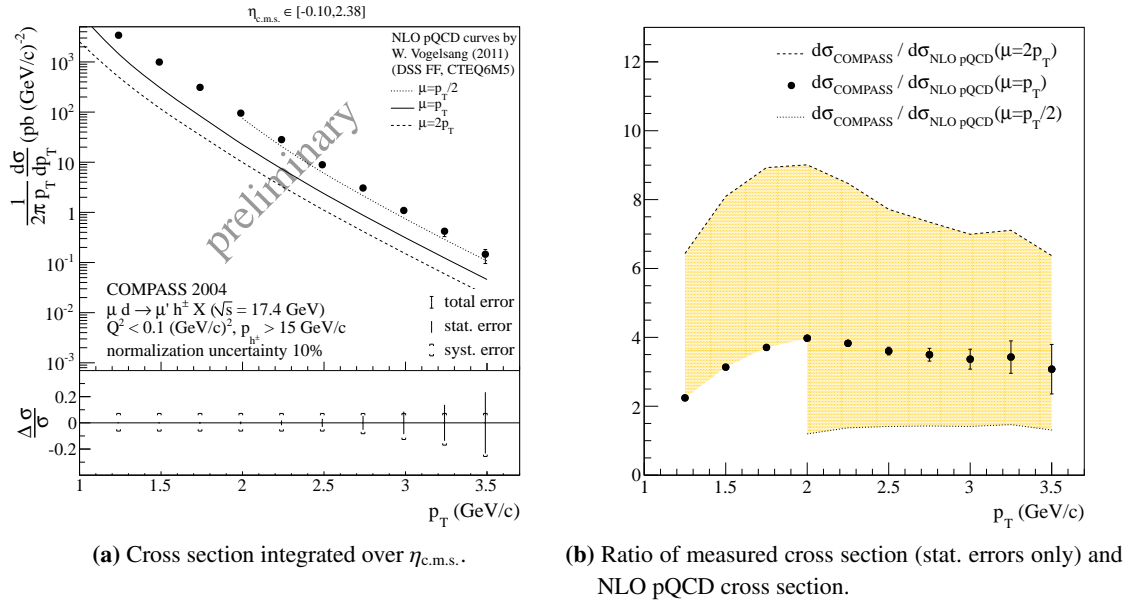 η_c.m.s. ∈ [-0.10,2.38]
1/(2π p_T) dσ/dp_T (pb (GeV/c)^-2)
10^3
10^2
10
1
10^-1
10^-2
10^-3
NLO pQCD curves by
W. Vogelsang (2011)
(DSS FF, CTEQ6M5)
μ=p_T/2
μ=p_T
μ=2p_T
preliminary
COMPASS 2004
μ d → μ' h^± X (√s = 17.4 GeV)
Q^2 < 0.1 (GeV/c)^2, p_h^± > 15 GeV/c
normalization uncertainty 10%
total error
stat. error
syst. error
Δσ/σ
0.2
0
-0.2
1 1.5 2 2.5 3 3.5
p_T (GeV/c)
(a) Cross section integrated over η_c.m.s..
dσ_COMPASS / dσ_NLO pQCD(μ=2p_T)
dσ_COMPASS / dσ_NLO pQCD(μ=p_T)
dσ_COMPASS / dσ_NLO pQCD(μ=p_T/2)
12
10
8
6
4
2
0
1 1.5 2 2.5 3 3.5
p_T (GeV/c)
(b) Ratio of measured cross section (stat. errors only) and
NLO pQCD cross section.